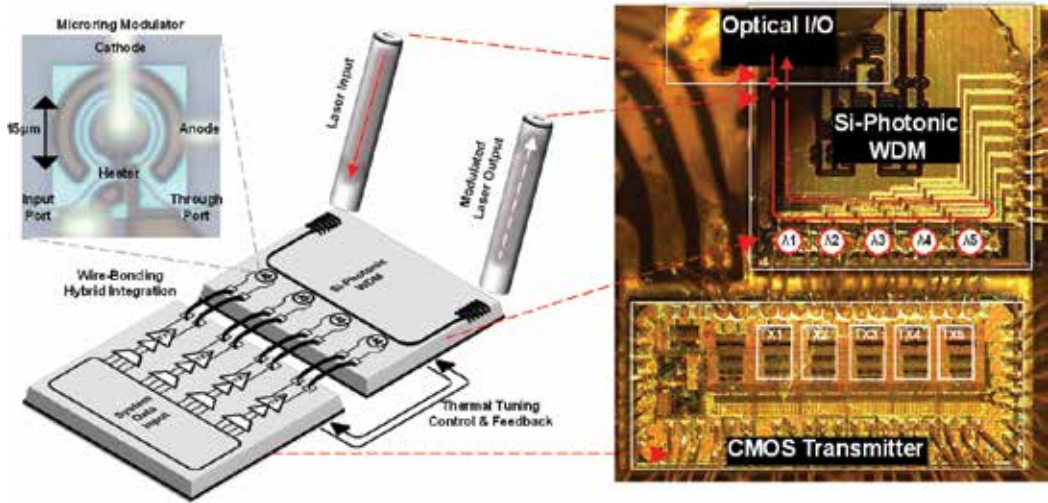 Microring Modulator
Cathode
15µm
Anode
Heater
Input
Port
Through
Port
Laser Input
Modulated
Laser Output
Wire-Bonding
Hybrid Integration
Si-Photonic
WDM
System
Data
Input
Thermal Tuning
Control & Feedback
Optical I/O
Si-Photonic
WDM
λ1 λ2 λ3 λ4 λ5
TX1 TX2 TX3 TX4 TX5
CMOS Transmitter